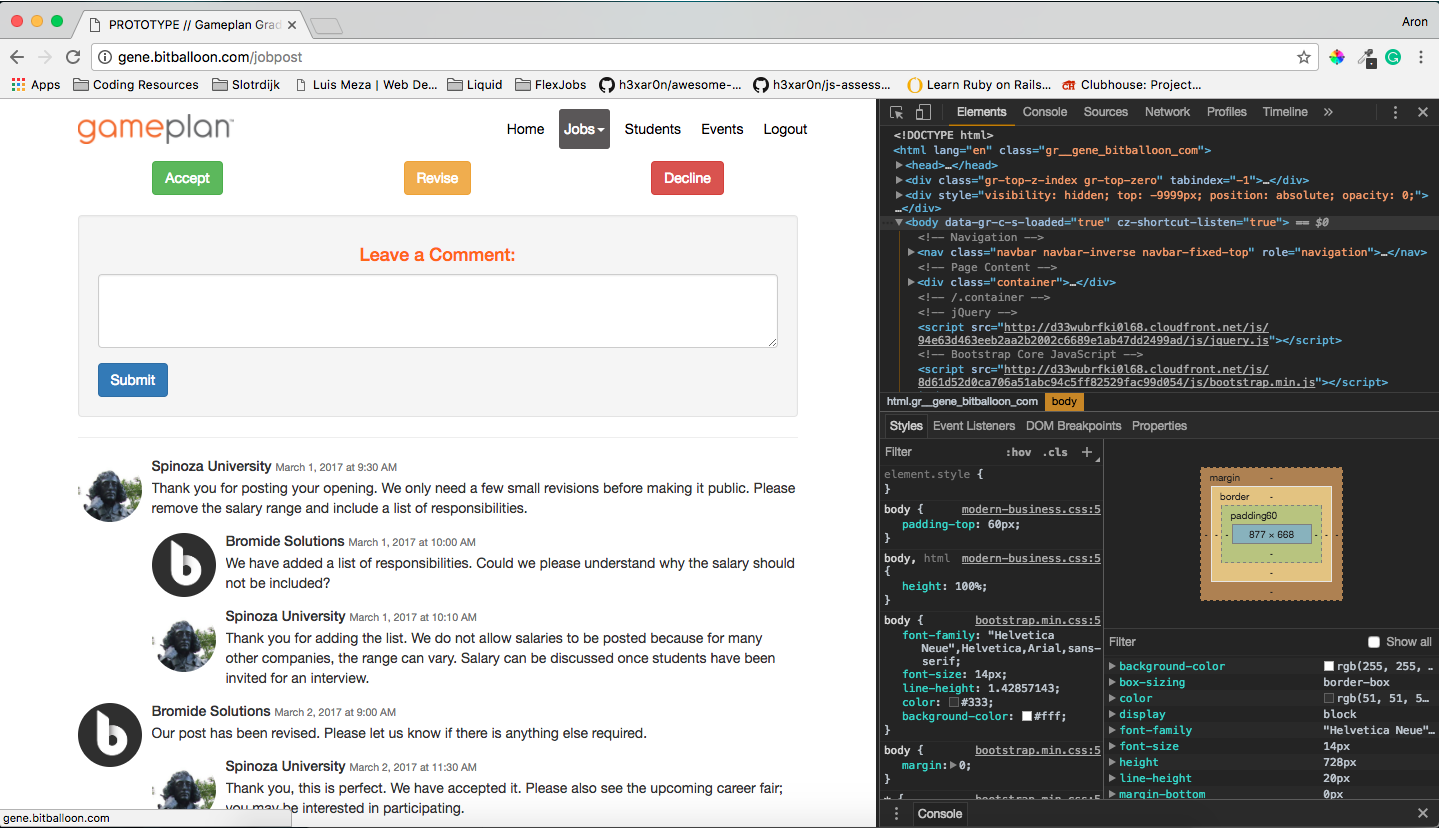 PROTOTYPE // Gameplan Grad
Aron
gene.bitballoon.com/jobpost
Apps Coding Resources Slotrdijk Luis Meza | Web De... Liquid FlexJobs h3xar0n/awesome-... h3xar0n/js-assess... Learn Ruby on Rails... Clubhouse: Project...
gameplan™
Home Jobs Students Events Logout
Accept Revise Decline
Leave a Comment:
Submit
Spinoza University March 1, 2017 at 9:30 AM
Thank you for posting your opening. We only need a few small revisions before making it public. Please
remove the salary range and include a list of responsibilities.
Bromide Solutions March 1, 2017 at 10:00 AM
We have added a list of responsibilities. Could we please understand why the salary should
not be included?
Spinoza University March 1, 2017 at 10:10 AM
Thank you for adding the list. We do not allow salaries to be posted because for many
other companies, the range can vary. Salary can be discussed once students have been
invited for an interview.
Bromide Solutions March 2, 2017 at 9:00 AM
Our post has been revised. Please let us know if there is anything else required.
Spinoza University March 2, 2017 at 11:30 AM
Thank you, this is perfect. We have accepted it. Please also see the upcoming career fair;
you may be interested in participating.
gene.bitballoon.com
Elements Console Sources Network Profiles Timeline »
<!DOCTYPE html>
<html lang="en" class="gr__gene_bitballoon_com">
<head>…</head>
<div class="gr-top-z-index gr-top-zero" tabindex="-1">…</div>
<div style="visibility: hidden; top: -9999px; position: absolute; opacity: 0;">
…</div>
<body data-gr-c-s-loaded="true" cz-shortcut-listen="true"> == $0
<!-- Navigation -->
<nav class="navbar navbar-inverse navbar-fixed-top" role="navigation">…</nav>
<!-- Page Content -->
<div class="container">…</div>
<!-- /.container -->
<!-- jQuery -->
<script src="http://d33wubrfki0l68.cloudfront.net/js/
94e63d463eeb2aa2b2002c6689e1ab47dd2499ad/js/jquery.js"></script>
<!-- Bootstrap Core JavaScript -->
<script src="http://d33wubrfki0l68.cloudfront.net/js/
8d61d52d0ca706a51abc94c5ff82529fac99d054/js/bootstrap.min.js"></script>
html.gr__gene_bitballoon_com body
Styles Event Listeners DOM Breakpoints Properties
Filter :hov .cls +
element.style {
}
body { modern-business.css:5
padding-top: 60px;
}
body, html modern-business.css:5
{
height: 100%;
}
body { bootstrap.min.css:5
font-family: "Helvetica
Neue",Helvetica,Arial,sans-
serif;
font-size: 14px;
line-height: 1.42857143;
color: #333;
background-color: #fff;
}
body { bootstrap.min.css:5
margin: 0;
}
* { bootstrap.min.css:5
margin -
border -
padding60
- - - 877 × 668 - - -
-
-
-
Filter Show all
background-color rgb(255, 255, …
box-sizing border-box
color rgb(51, 51, 5…
display block
font-family "Helvetica Neue"…
font-size 14px
height 728px
line-height 20px
margin-bottom 0px
Console